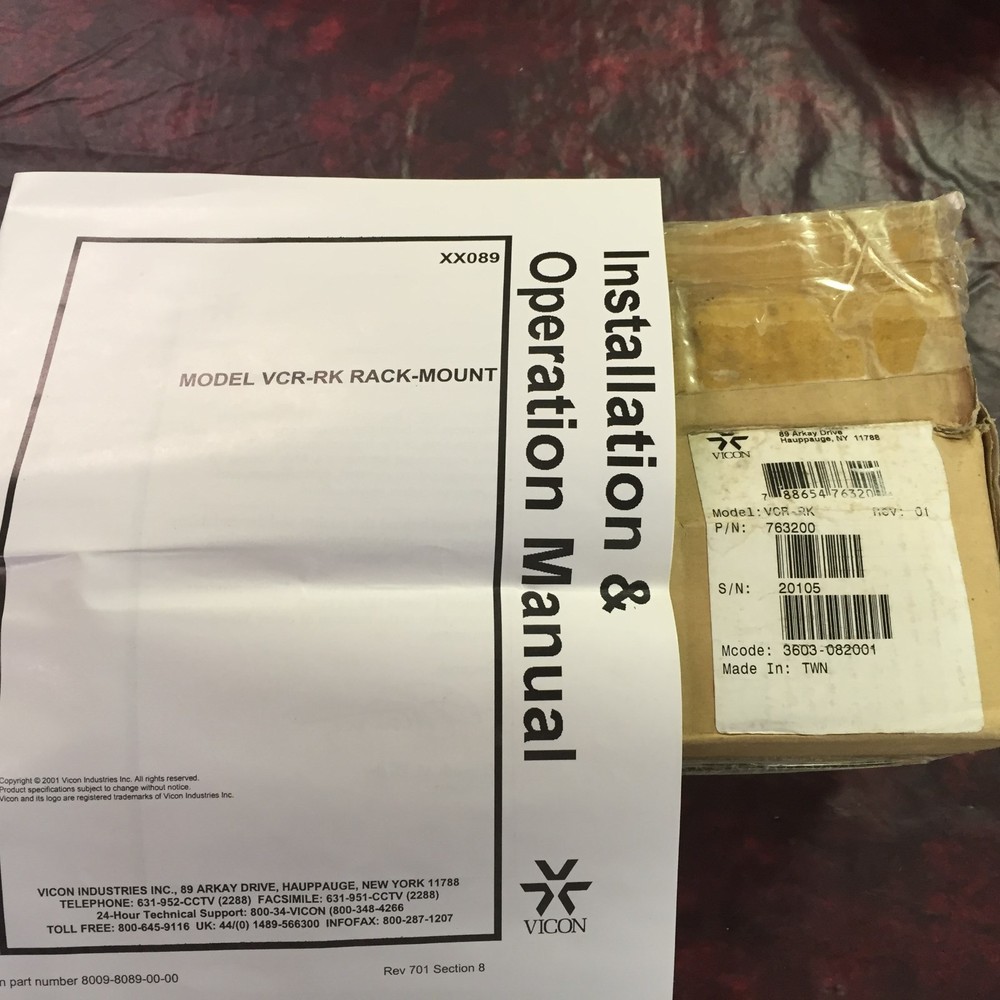 XX089
MODEL VCR-RK RACK-MOUNT
Installation &
Operation Manual
Copyright © 2001 Vicon Industries Inc. All rights reserved.
Product specifications subject to change without notice.
Vicon and its logo are registered trademarks of Vicon Industries Inc.
VICON INDUSTRIES INC., 89 ARKAY DRIVE, HAUPPAUGE, NEW YORK 11788
TELEPHONE: 631-952-CCTV (2288) FACSIMILE: 631-951-CCTV (2288)
24-Hour Technical Support: 800-34-VICON (800-348-4266
TOLL FREE: 800-645-9116 UK: 44/(0) 1489-566300 INFOFAX: 800-287-1207
VICON
n part number 8009-8089-00-00
Rev 701 Section 8
VICON
89 Arkay Drive
Hauppauge, NY 11788
7 88654 76320
Model: VCR-RK Rev: 01
P/N: 763200
S/N: 20105
Mcode: 3603-082001
Made In: TWN